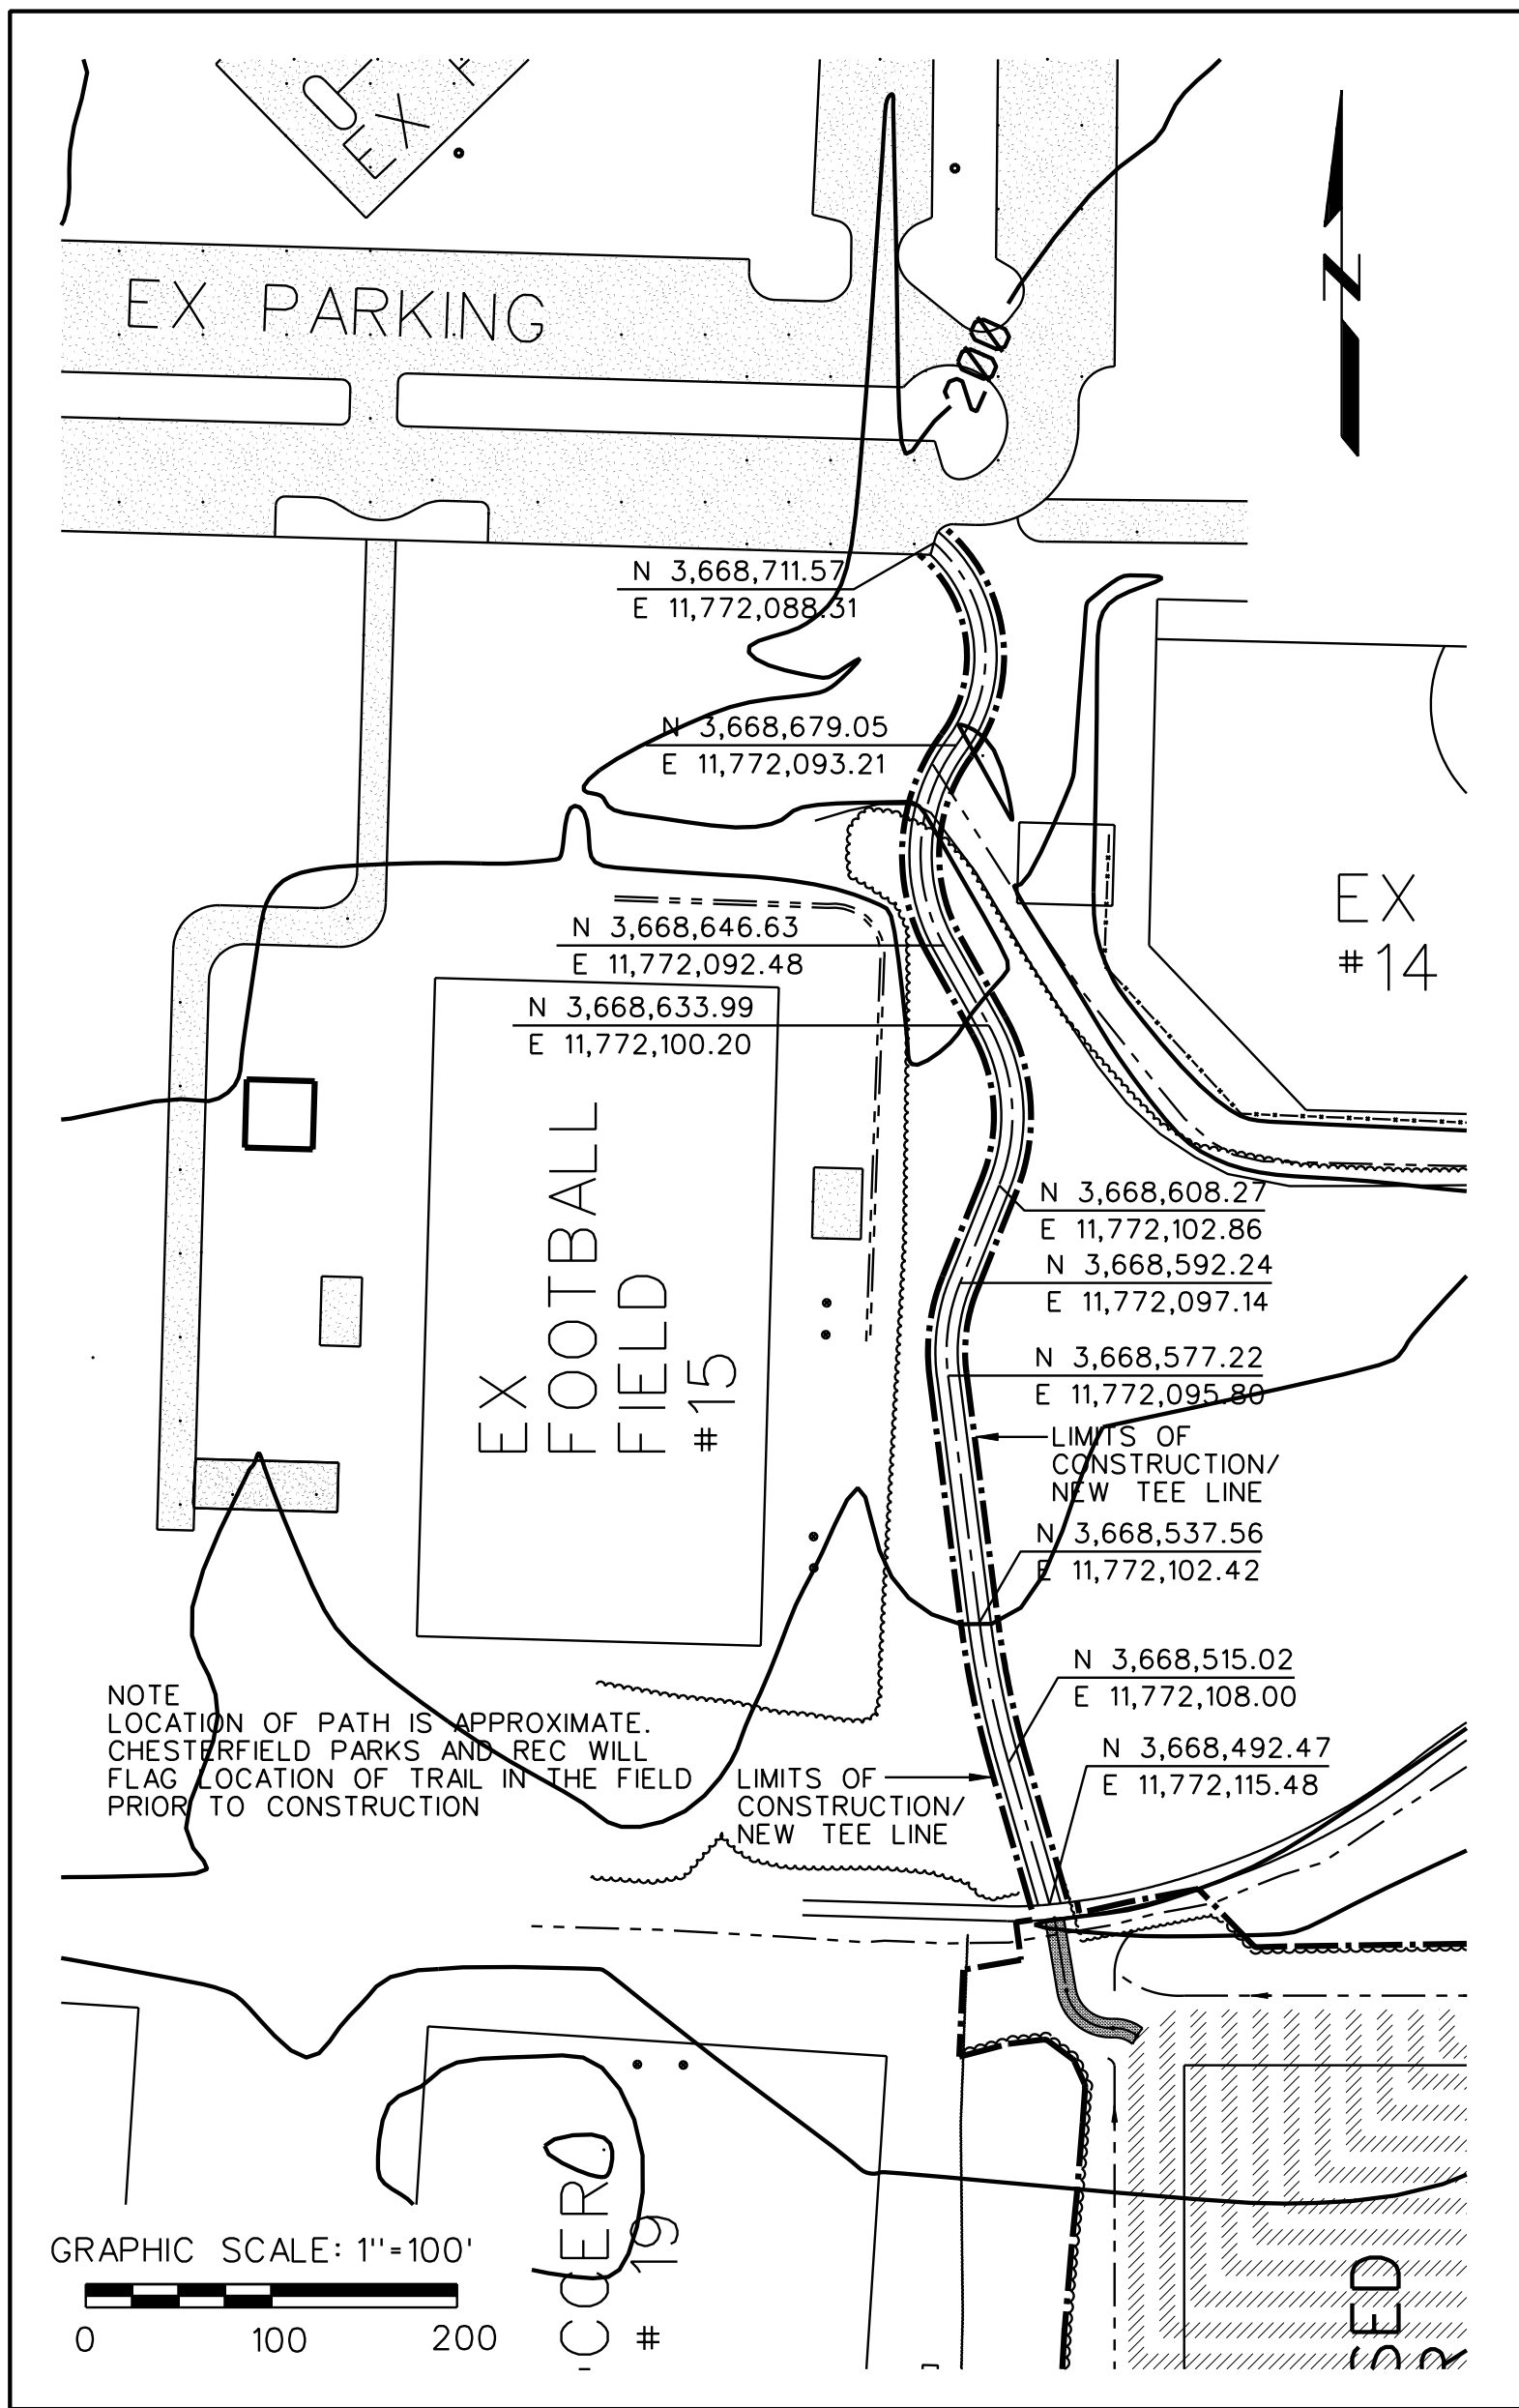 EX
EX PARKING
200
N
N 3,668,711.57
E 11,772,088.31
N 3,668,679.05
E 11,772,093.21
EX
#14
N 3,668,646.63
E 11,772,092.48
N 3,668,633.99
E 11,772,100.20
EX
FOOTBALL
FIELD
#15
N 3,668,608.27
E 11,772,102.86
N 3,668,592.24
E 11,772,097.14
N 3,668,577.22
E 11,772,095.80
LIMITS OF
CONSTRUCTION/
NEW TEE LINE
N 3,668,537.56
E 11,772,102.42
N 3,668,515.02
E 11,772,108.00
N 3,668,492.47
E 11,772,115.48
NOTE
LOCATION OF PATH IS APPROXIMATE.
CHESTERFIELD PARKS AND REC WILL
FLAG LOCATION OF TRAIL IN THE FIELD
PRIOR TO CONSTRUCTION
LIMITS OF
CONSTRUCTION/
NEW TEE LINE
GRAPHIC SCALE: 1"=100'
0 100 200
CCER
# 19
SED